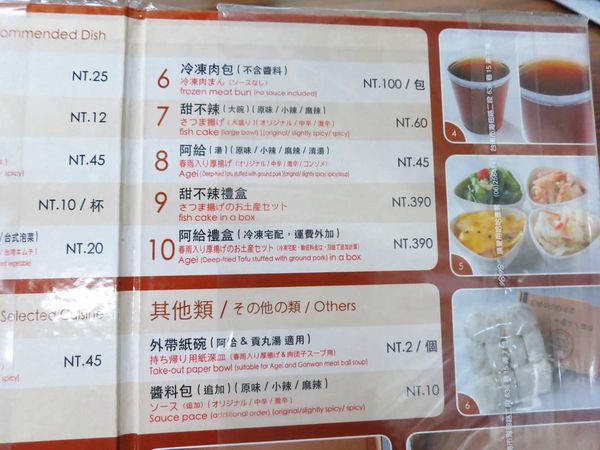 commended Dish
NT.25
NT.12
NT.45
NT.10 / 杯
/ 台式泡菜 )
/ 台湾キムチ )
NT.20
Selected Cuisine
NT.45
6 冷凍肉包 ( 不含醬料 )
冷凍肉まん ( ソースなし )
frozen meat bun (no sauce included)
NT.100 / 包
7 甜不辣 ( 大碗 ) ( 原味 / 小辣 / 麻辣 )
さつま揚げ ( 大盛り ) ( オリジナル / 中辛 / 激辛 )
fish cake (large bowl) (original/slightly spicy/ spicy)
NT.60
8 阿給 ( 湯 ) ( 原味 / 小辣 / 麻辣 / 清湯 )
春雨入り厚揚げ ( オリジナル / 中辛 / 激辛 / コンソメ )
Agei (Deep-fried Tofu stuffed with ground pork) (original/ slightly spicy/ spicy/soup)
NT.45
9 甜不辣禮盒
さつま揚げのお土産セット
fish cake in a box
NT.390
10 阿給禮盒 ( 冷凍宅配，運費外加 )
春雨入り厚揚げのお土産セット
Agei (Deep-fried Tofu stuffed with ground pork) in a box
NT.390
其他類 / その他の類 / Others
外帶紙碗 ( 阿給 & 貢丸湯 適用 )
持ち帰り用紙深皿 ( 春雨入り厚揚げ & 肉団子スープ用 )
Take-out paper bowl (suitable for Agei and Gonwan meat ball soup)
NT.2 / 個
醬料包 ( 追加 ) ( 原味 / 小辣 / 麻辣 )
ソース ( 追加 ) ( オリジナル / 中辛 / 激辛 )
Sauce pace (additional order) (original/slightly spicy/ spicy)
NT.10
4
5
6